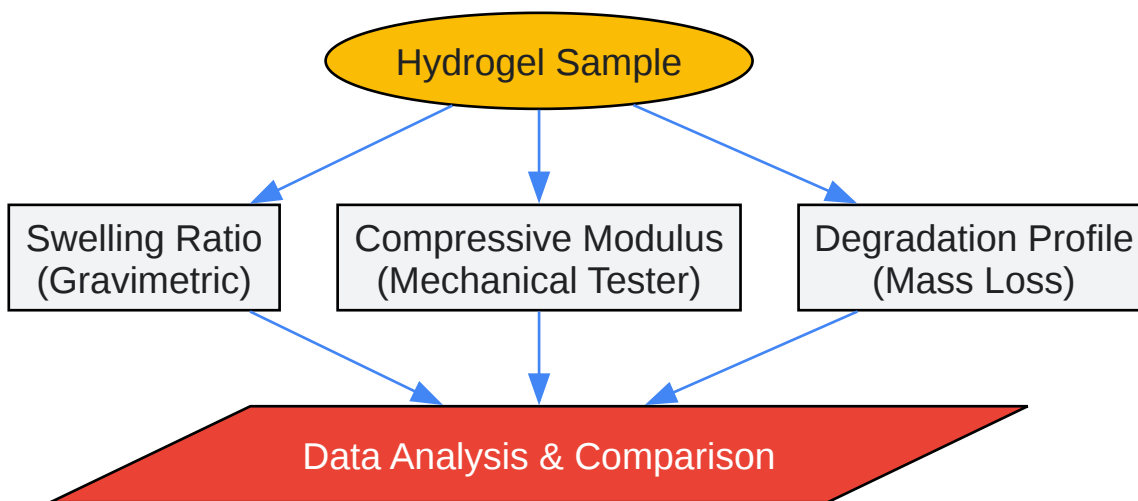 Hydrogel Sample
Swelling Ratio
(Gravimetric)
Compressive Modulus
(Mechanical Tester)
Degradation Profile
(Mass Loss)
Data Analysis & Comparison